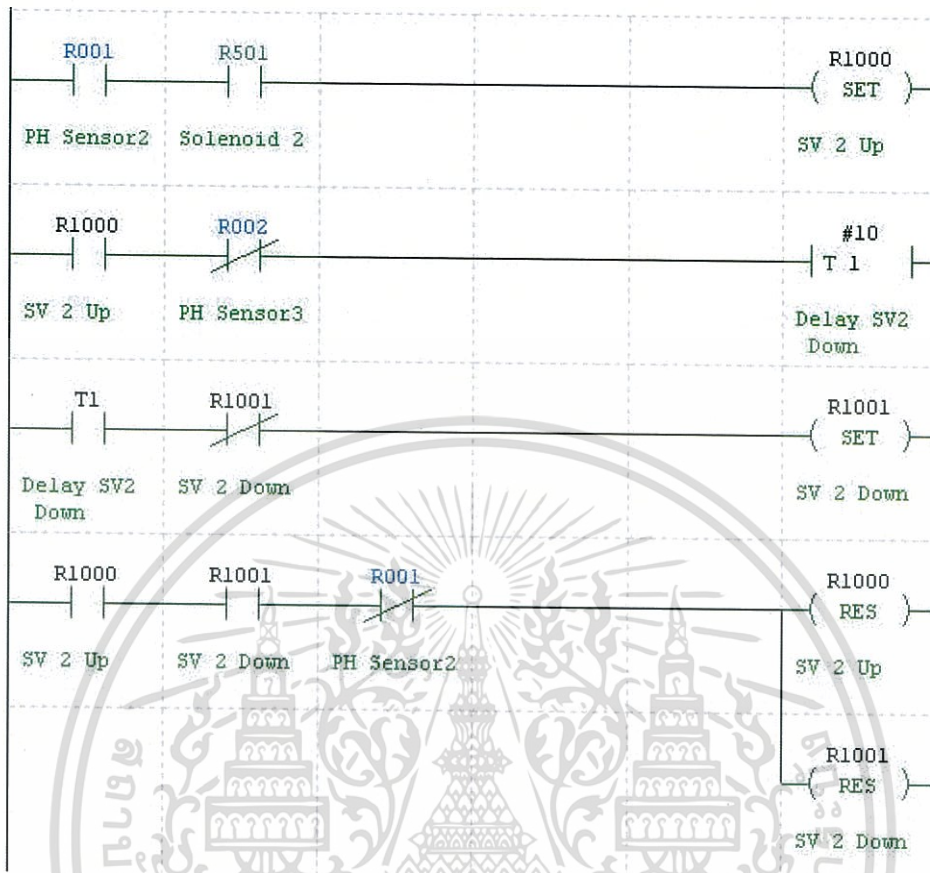 R001 R501 R1000
SET
PH Sensor2 Solenoid 2 SV 2 Up
R1000 R002 #10
T 1
SV 2 Up PH Sensor3 Delay SV2
Down
T1 R1001 R1001
SET
Delay SV2 SV 2 Down SV 2 Down
Down
R1000 R1001 R001 R1000
RES
SV 2 Up SV 2 Down PH Sensor2 SV 2 Up
R1001
RES
SV 2 Down